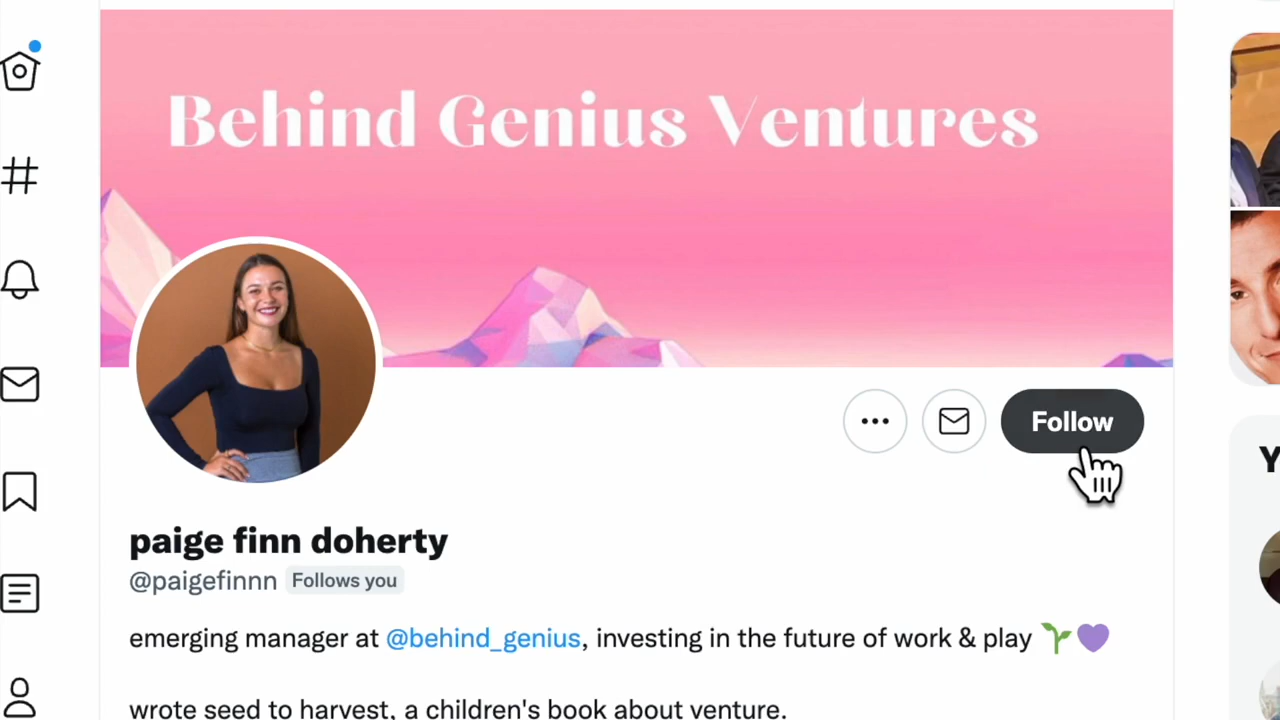 Behind Genius Ventures
Follow
paige finn doherty
@paigefinnn Follows you
emerging manager at @behind_genius, investing in the future of work & play 🌱💜
wrote seed to harvest, a children's book about venture.
Y